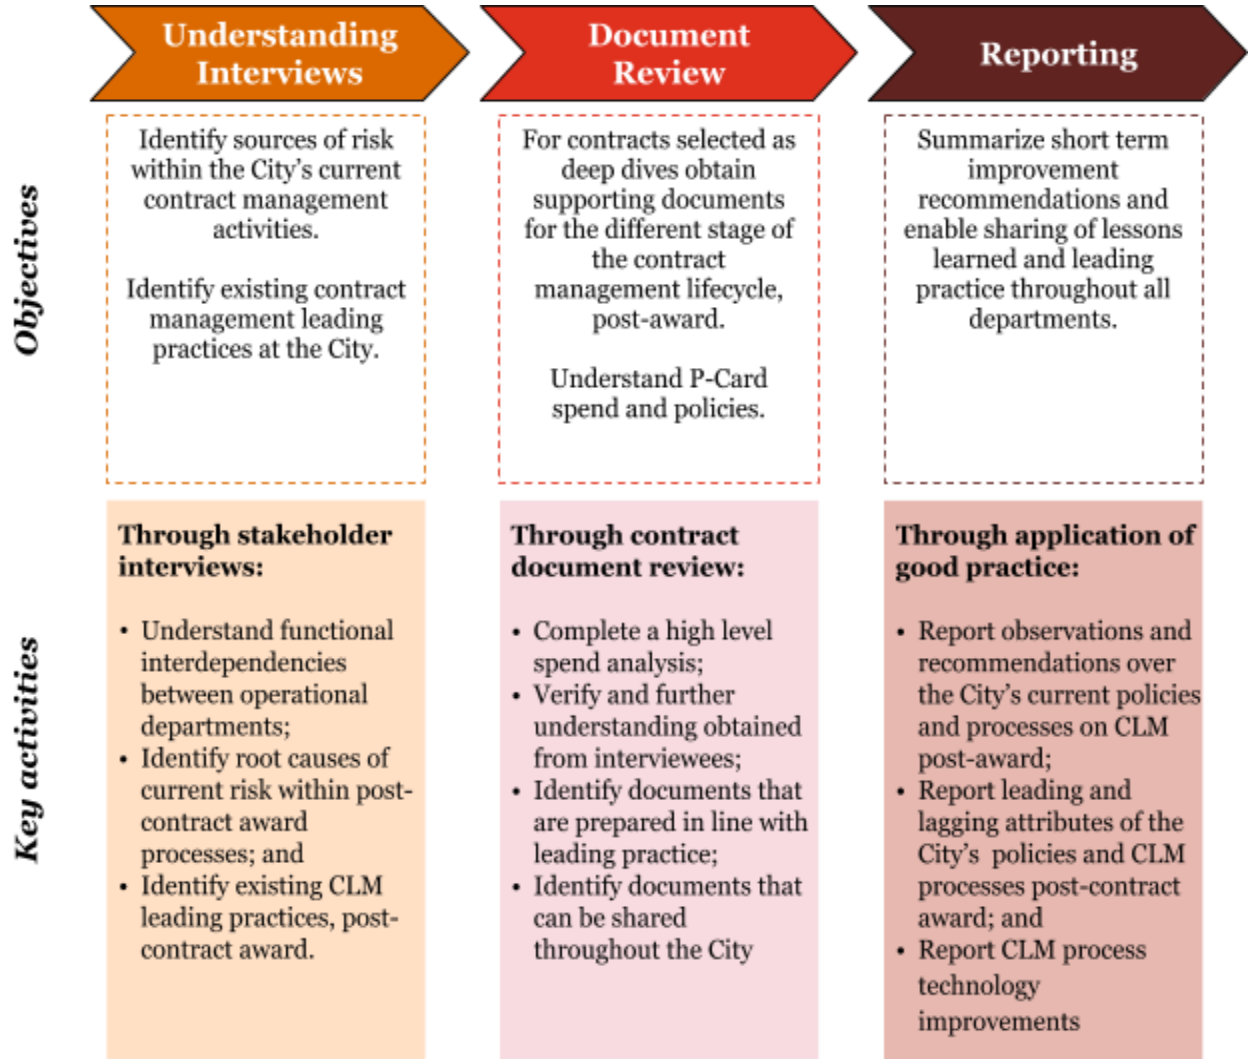 Understanding
Interviews
Document
Review
Reporting
Objectives
Identify sources of risk
within the City's current
contract management
activities.
Identify existing contract
management leading
practices at the City.
For contracts selected as
deep dives obtain
supporting documents
for the different stage of
the contract
management lifecycle,
post-award.
Understand P-Card
spend and policies.
Summarize short term
improvement
recommendations and
enable sharing of lessons
learned and leading
practice throughout all
departments.
Key activities
Through stakeholder
interviews:
• Understand functional
interdependencies
between operational
departments;
• Identify root causes of
current risk within post-
contract award
processes; and
• Identify existing CLM
leading practices, post-
contract award.
Through contract
document review:
• Complete a high level
spend analysis;
• Verify and further
understanding obtained
from interviewees;
• Identify documents that
are prepared in line with
leading practice;
• Identify documents that
can be shared
throughout the City
Through application of
good practice:
• Report observations and
recommendations over
the City's current policies
and processes on CLM
post-award;
• Report leading and
lagging attributes of the
City's policies and CLM
processes post-contract
award; and
• Report CLM process
technology
improvements